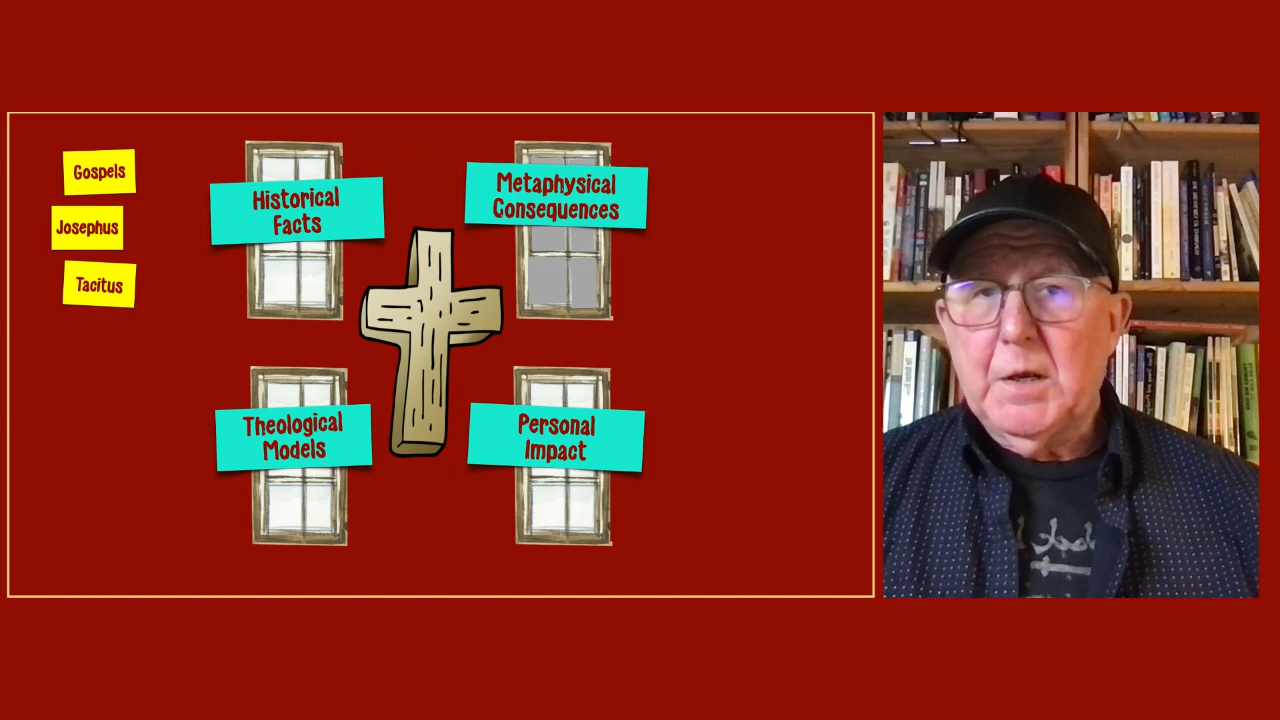 Gospels
Josephus
Tacitus
Historical
Facts
Metaphysical
Consequences
Theological
Models
Personal
Impact